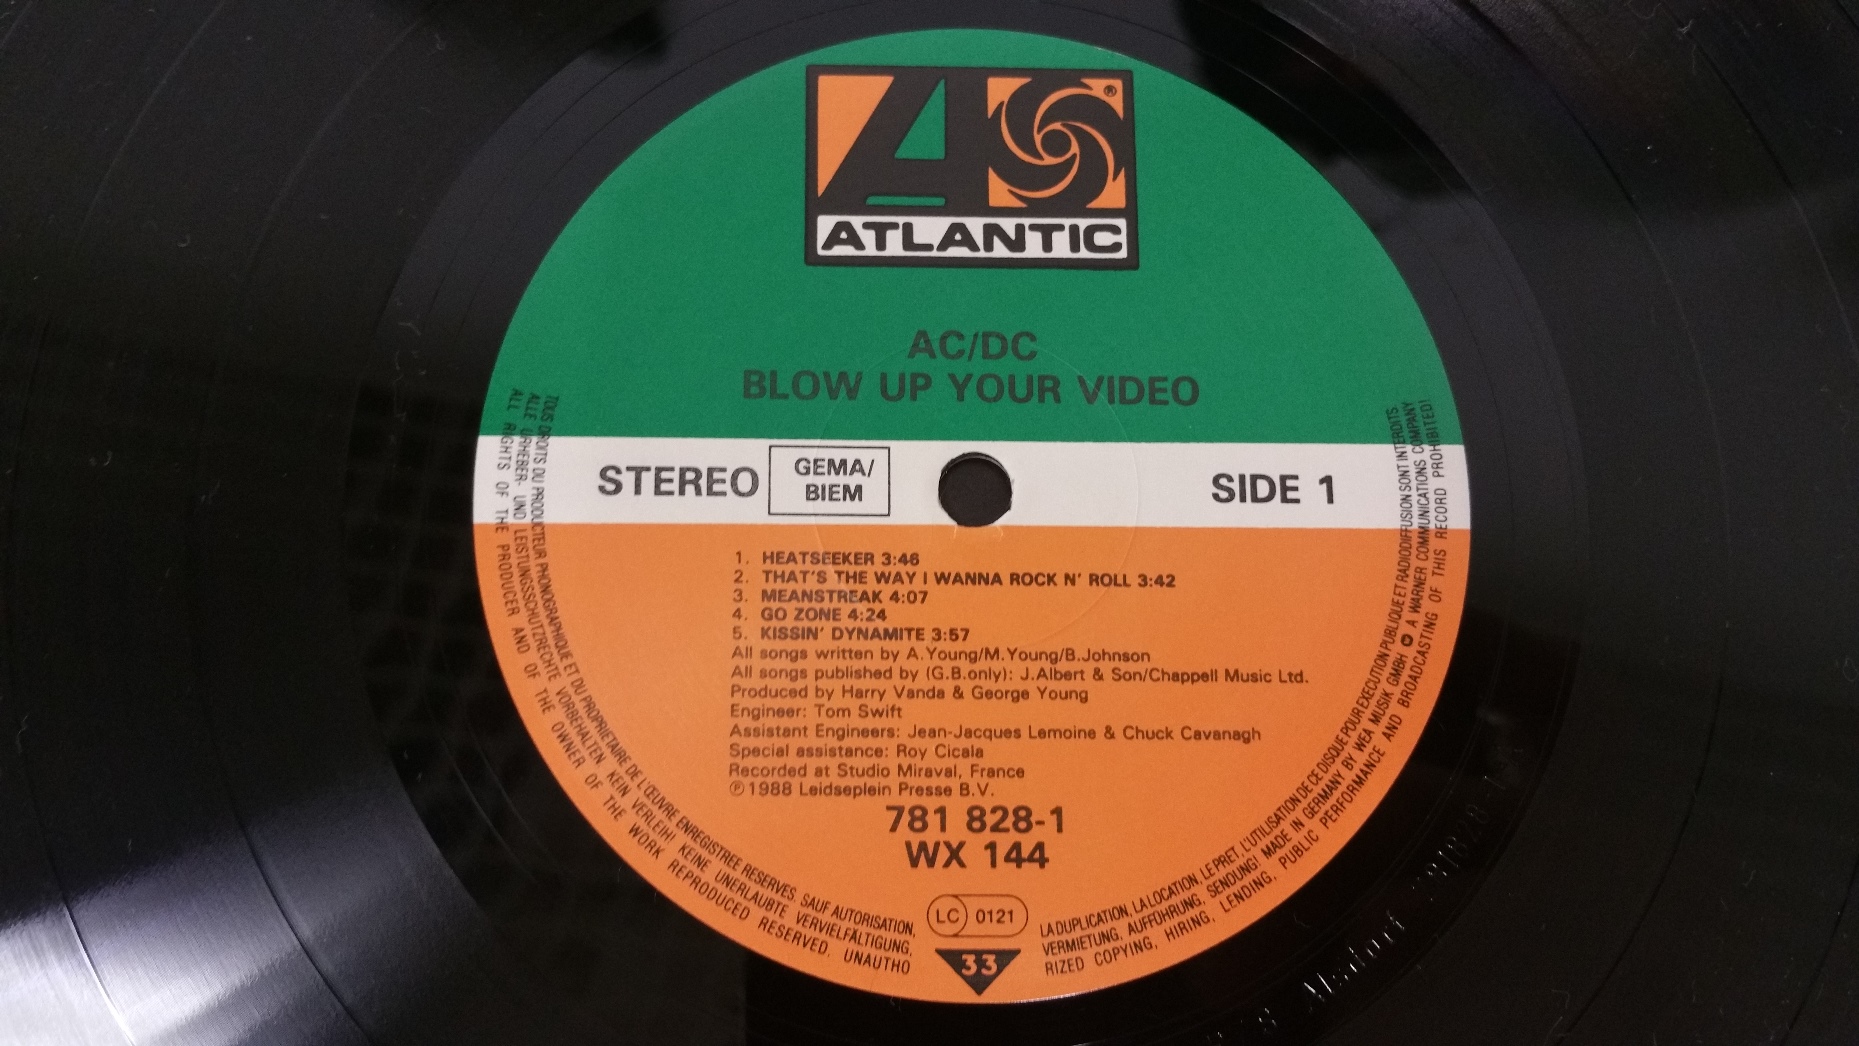 ®
ATLANTIC
AC/DC
BLOW UP YOUR VIDEO
STEREO
GEMA/
BIEM
SIDE 1
1. HEATSEEKER 3:46
2. THAT'S THE WAY I WANNA ROCK N' ROLL 3:42
3. MEANSTREAK 4:07
4. GO ZONE 4:24
5. KISSIN' DYNAMITE 3:57
All songs written by A.Young/M.Young/B.Johnson
All songs published by (G.B.only): J.Albert & Son/Chappell Music Ltd.
Produced by Harry Vanda & George Young
Engineer: Tom Swift
Assistant Engineers: Jean-Jacques Lemoine & Chuck Cavanagh
Special assistance: Roy Cicala
Recorded at Studio Miraval, France
℗1988 Leidseplein Presse B.V.
781 828-1
WX 144
LC 0121
33
TOUS DROITS DU PRODUCTEUR PHONOGRAPHIQUE ET DU PROPRIETAIRE DE L'ŒUVRE ENREGISTREE RESERVES. SAUF AUTORISATION,
LA DUPLICATION, LA LOCATION, LE PRET, L'UTILISATION DE CE DISQUE POUR EXECUTION PUBLIQUE ET RADIODIFFUSION SONT INTERDITS.
ALLE URHEBER- UND LEISTUNGSSCHUTZRECHTE VORBEHALTEN. KEIN VERLEIH! KEINE UNERLAUBTE VERVIELFÄLTIGUNG,
VERMIETUNG, AUFFÜHRUNG, SENDUNG! MADE IN GERMANY BY WEA MUSIK GMBH A WARNER COMMUNICATIONS COMPANY
ALL RIGHTS OF THE PRODUCER AND OF THE OWNER OF THE WORK REPRODUCED RESERVED. UNAUTHO
RIZED COPYING, HIRING, LENDING, PUBLIC PERFORMANCE AND BROADCASTING OF THIS RECORD PROHIBITED!
Alsdorf